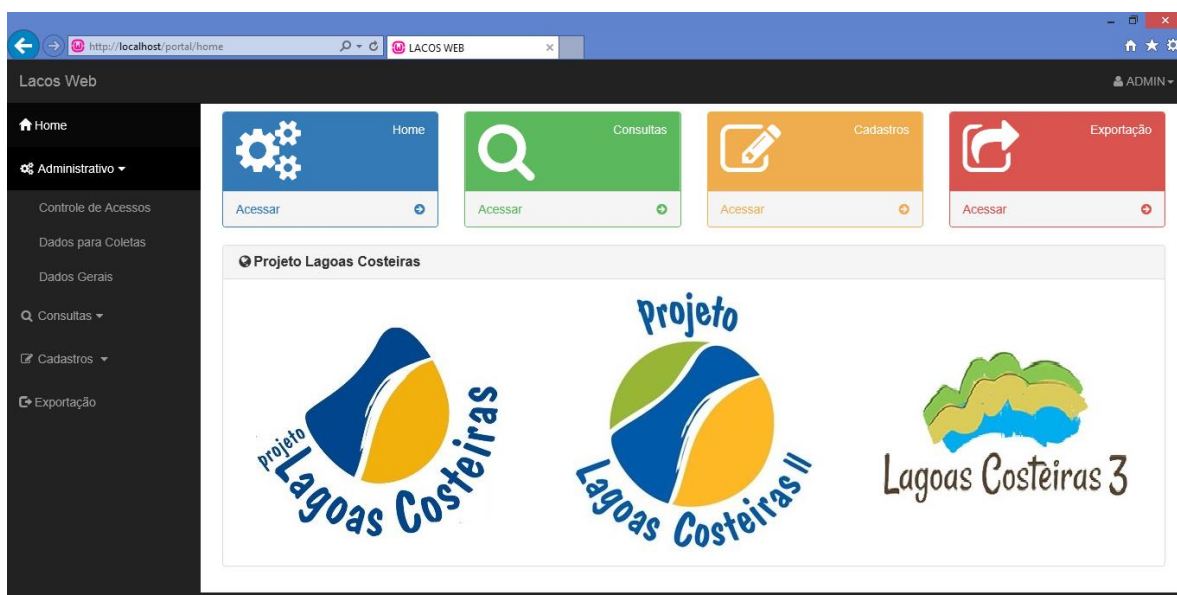 http://localhost/portal/home
LACOS WEB
Lacos Web
ADMIN
Home
Administrativo
Controle de Acessos
Dados para Coletas
Dados Gerais
Consultas
Cadastros
Exportação
Home
Acessar
Consultas
Acessar
Cadastros
Acessar
Exportação
Acessar
Projeto Lagoas Costeiras
projeto
Lagoas Costeiras
Projeto
Lagoas Costeiras II
Lagoas Costeiras 3